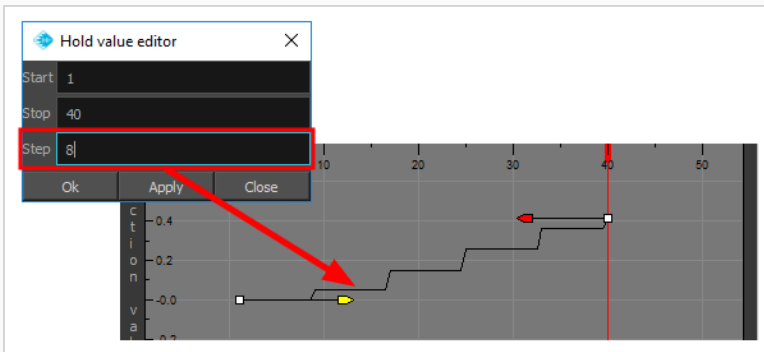 Hold value editor
Start 1
Stop 40
Step 8
Ok Apply Close
10 20 30 40 50
c
t
i
o
n
v
a
0.4
0.2
-0.0